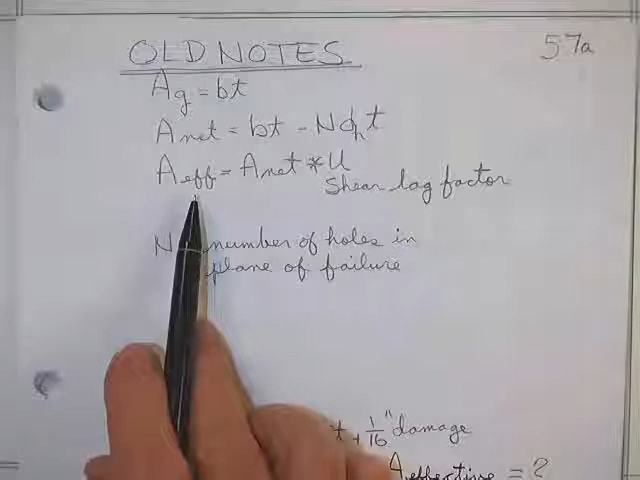 57a
OLD NOTES
Ag = bt
Anet = bt - Ndht
Aeff = Anet * U
Shear lag factor
N number of holes in
plane of failure
+ 1/16" damage
Aeffective = ?